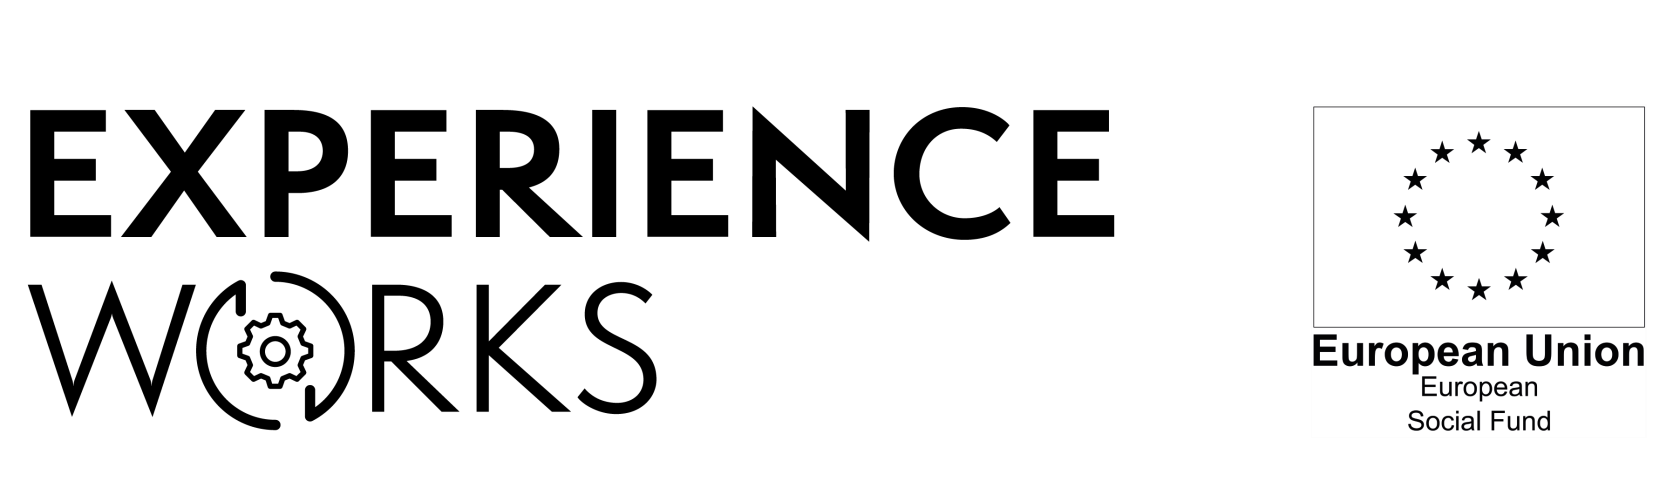 EXPERIENCE
WORKS
European Union
European
Social Fund